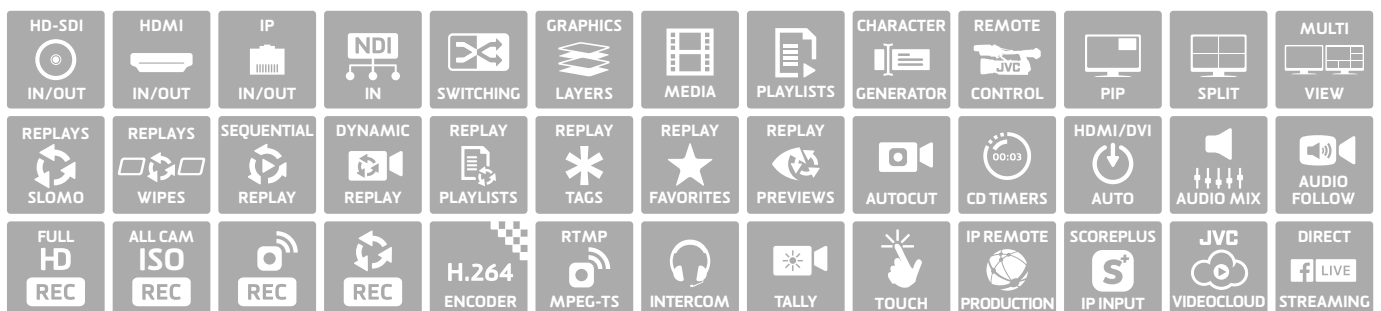 HD-SDI
IN/OUT
HDMI
IN/OUT
IP
IN/OUT
NDI
IN
SWITCHING
GRAPHICS
LAYERS
MEDIA
PLAYLISTS
CHARACTER
GENERATOR
REMOTE
JVC
CONTROL
PIP
SPLIT
MULTI
VIEW
REPLAYS
SLOMO
REPLAYS
WIPES
SEQUENTIAL
REPLAY
DYNAMIC
REPLAY
REPLAY
PLAYLISTS
REPLAY
TAGS
REPLAY
FAVORITES
REPLAY
PREVIEWS
AUTOCUT
00:03
CD TIMERS
HDMI/DVI
AUTO
AUDIO MIX
AUDIO
FOLLOW
FULL
HD
REC
ALL CAM
ISO
REC
REC
REC
H.264
ENCODER
RTMP
MPEG-TS
INTERCOM
TALLY
TOUCH
IP REMOTE
PRODUCTION
SCOREPLUS
S+
IP INPUT
JVC
VIDEOCLOUD
DIRECT
f LIVE
STREAMING